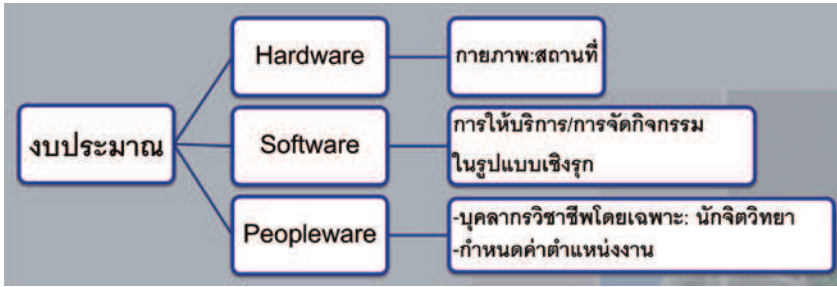 งบประมาณ
Hardware
กายภาพ:สถานที่
Software
การให้บริการ/การจัดกิจกรรม
ในรูปแบบเชิงรุก
Peopleware
-บุคลากรวิชาชีพโดยเฉพาะ: นักจิตวิทยา
-กำหนดค่าตำแหน่งงาน